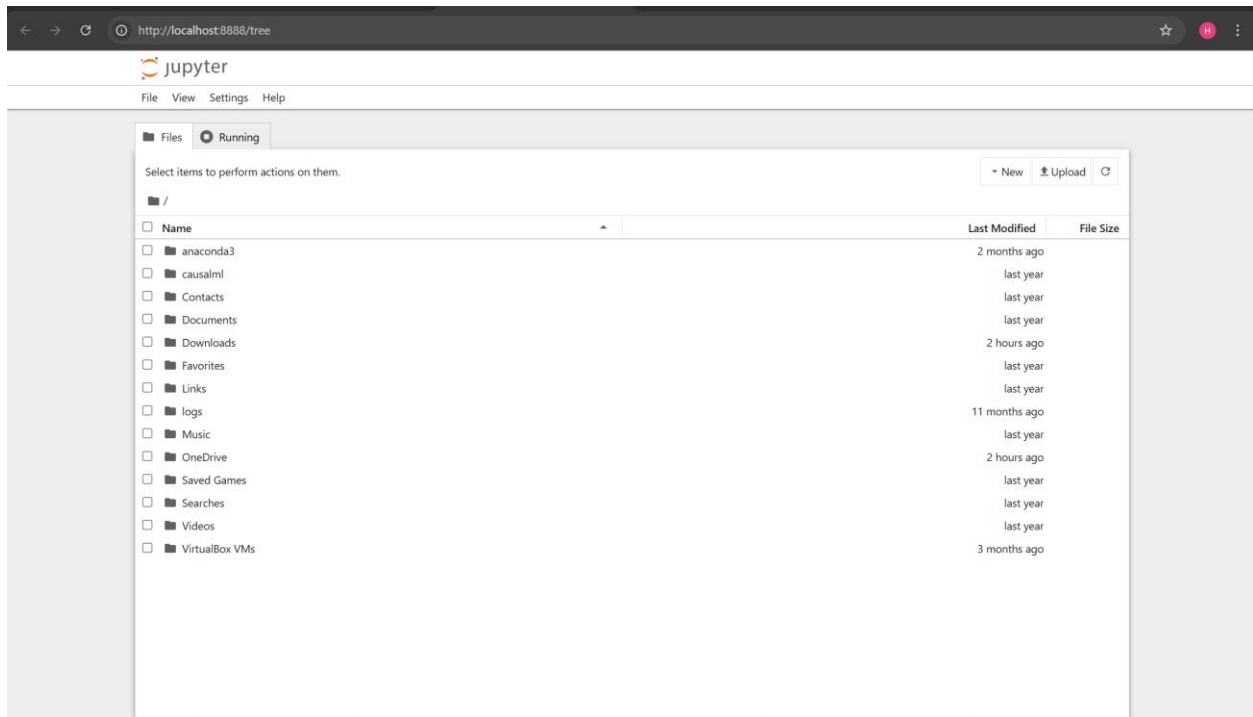 http://localhost:8888/tree
H
jupyter
File View Settings Help
Files Running
Select items to perform actions on them.
New Upload
/
Name Last Modified File Size
anaconda3 2 months ago
causalml last year
Contacts last year
Documents last year
Downloads 2 hours ago
Favorites last year
Links last year
logs 11 months ago
Music last year
OneDrive 2 hours ago
Saved Games last year
Searches last year
Videos last year
VirtualBox VMs 3 months ago